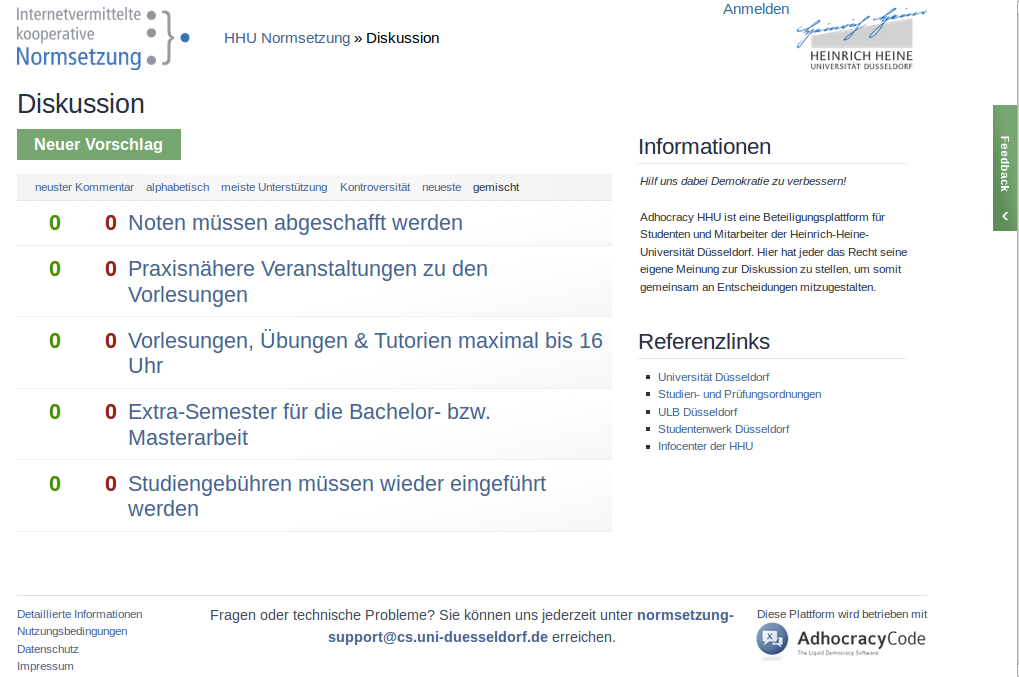 Internetvermittelte
kooperative
Normsetzung
HHU Normsetzung » Diskussion
Anmelden
HEINRICH HEINE
UNIVERSITÄT DÜSSELDORF
Diskussion
Neuer Vorschlag
neuster Kommentar alphabetisch meiste Unterstützung Kontroversität neueste gemischt
0 0 Noten müssen abgeschafft werden
0 0 Praxisnähere Veranstaltungen zu den
Vorlesungen
0 0 Vorlesungen, Übungen & Tutorien maximal bis 16
Uhr
0 0 Extra-Semester für die Bachelor- bzw.
Masterarbeit
0 0 Studiengebühren müssen wieder eingeführt
werden
Informationen
Hilf uns dabei Demokratie zu verbessern!
Adhocracy HHU ist eine Beteiligungsplattform für
Studenten und Mitarbeiter der Heinrich-Heine-
Universität Düsseldorf. Hier hat jeder das Recht seine
eigene Meinung zur Diskussion zu stellen, um somit
gemeinsam an Entscheidungen mitzugestalten.
Referenzlinks
Universität Düsseldorf
Studien- und Prüfungsordnungen
ULB Düsseldorf
Studentenwerk Düsseldorf
Infocenter der HHU
Feedback
Detaillierte Informationen
Nutzungsbedingungen
Datenschutz
Impressum
Fragen oder technische Probleme? Sie können uns jederzeit unter normsetzung-
support@cs.uni-duesseldorf.de erreichen.
Diese Plattform wird betrieben mit
AdhocracyCode
The Liquid Democracy Software